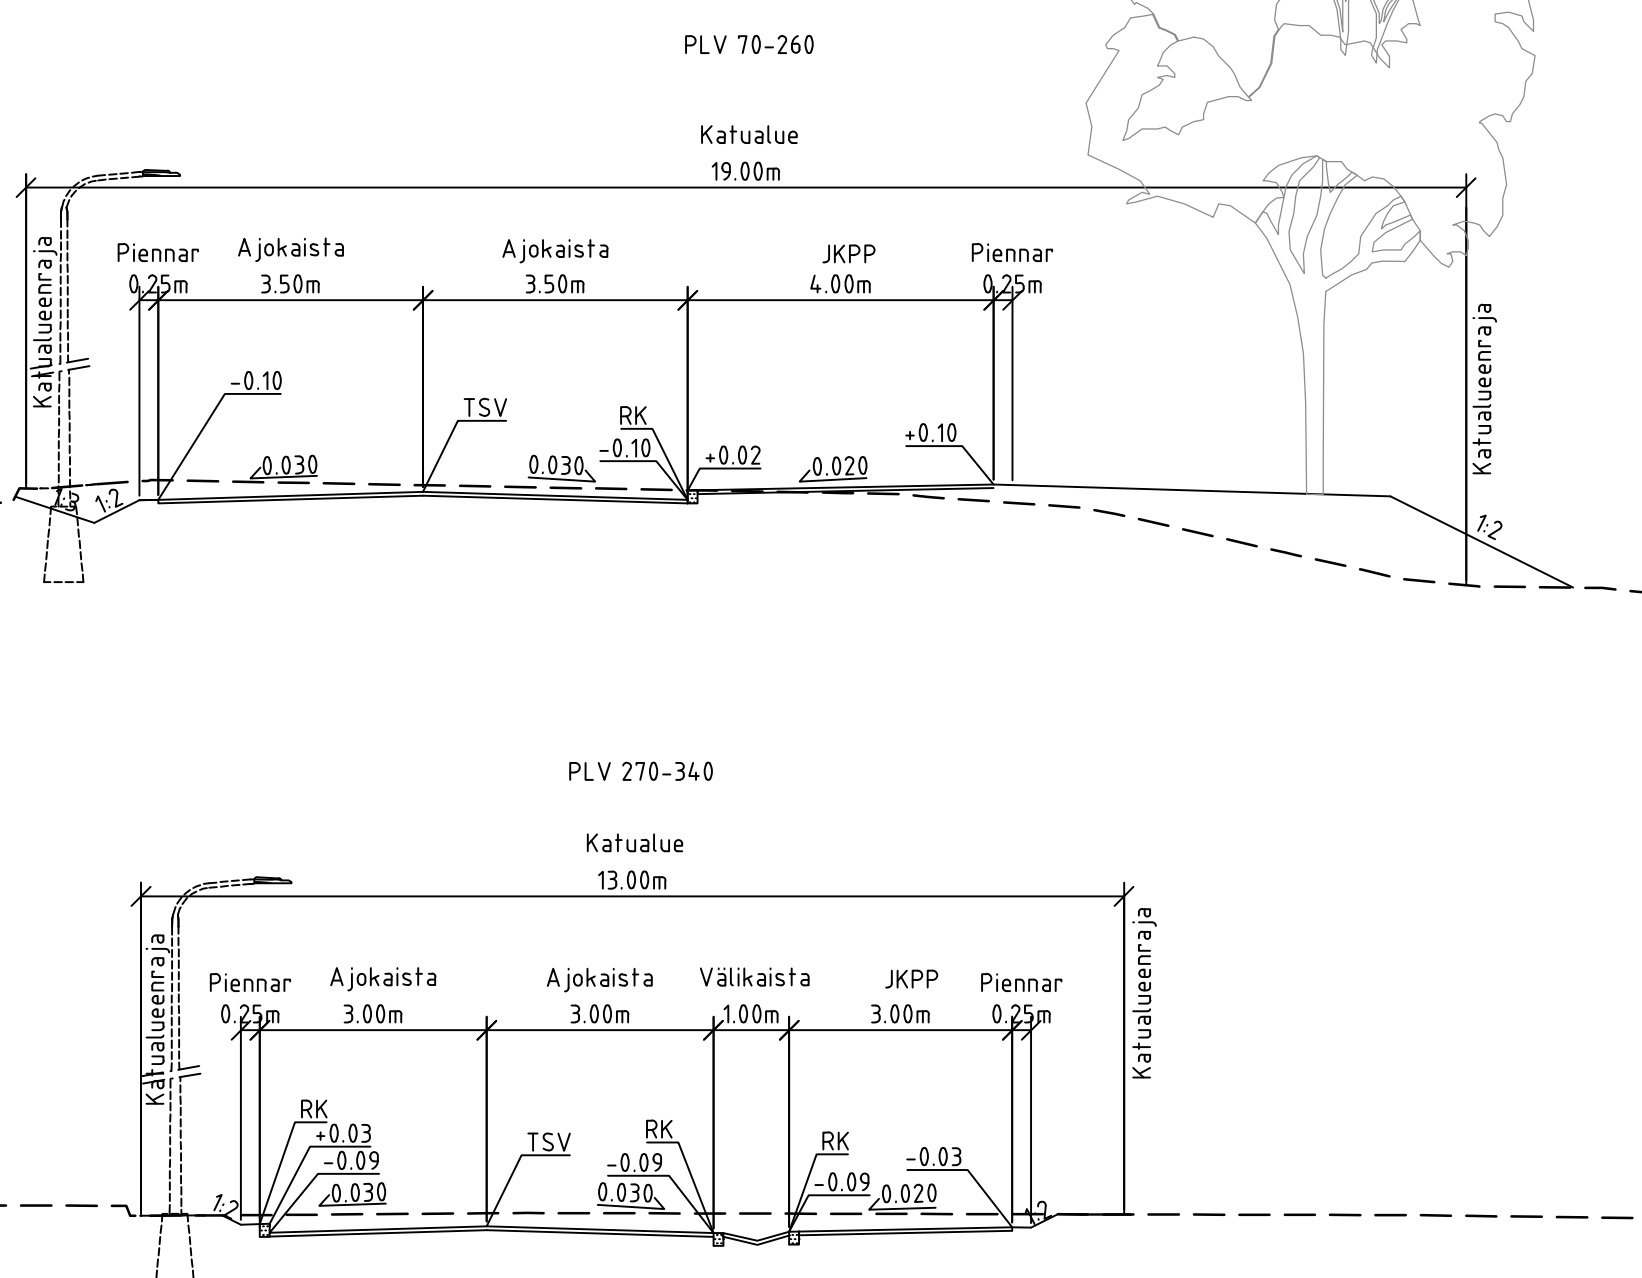 PLV 70-260
Katualue
19.00m
Katualueenraja
Piennar
0.25m
Ajokaista
3.50m
Ajokaista
3.50m
JKPP
4.00m
Piennar
0.25m
Katualueenraja
-0.10
TSV
RK
-0.10
+0.02
+0.10
0.030
0.030
0.020
1:3
1:2
1:2
PLV 270-340
Katualue
13.00m
Katualueenraja
Piennar
0.25m
Ajokaista
3.00m
Ajokaista
3.00m
Välikaista
1.00m
JKPP
3.00m
Piennar
0.25m
Katualueenraja
RK
+0.03
-0.09
0.030
TSV
RK
-0.09
0.030
RK
-0.09
-0.03
0.020
1:2
1:2